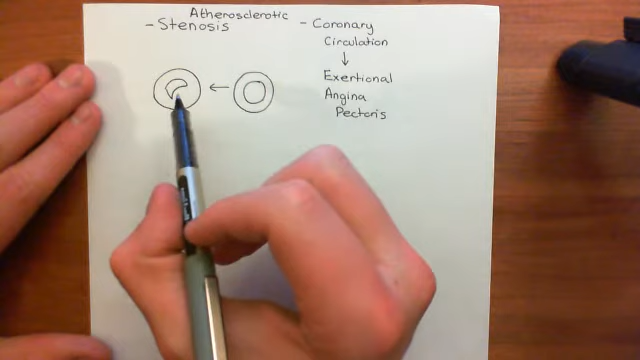 Atherosclerotic
- Stenosis
- Coronary
Circulation
↓
Exertional
Angina
Pectoris
←